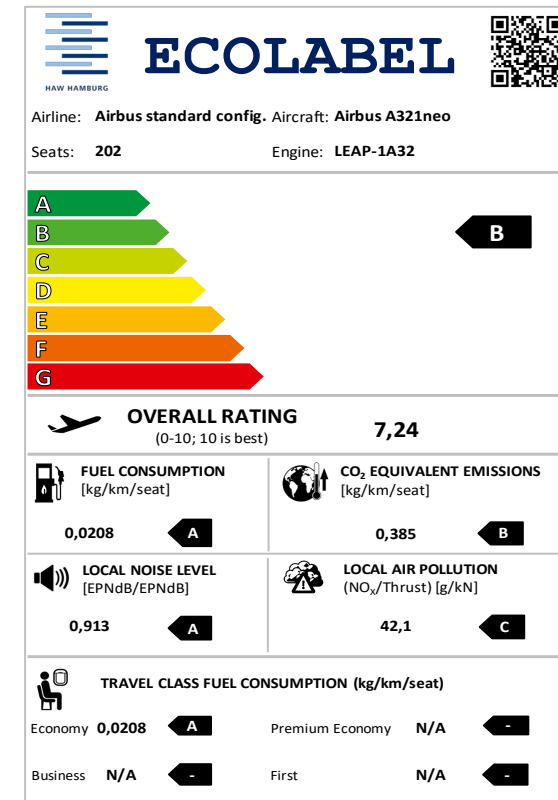 HAW HAMBURG
ECOLABEL
Airline: Airbus standard config. Aircraft: Airbus A321neo
Seats: 202 Engine: LEAP-1A32
A
B B
C
D
E
F
G
OVERALL RATING
(0-10; 10 is best) 7,24
FUEL CONSUMPTION
[kg/km/seat]
0,0208 A
CO₂ EQUIVALENT EMISSIONS
[kg/km/seat]
0,385 B
LOCAL NOISE LEVEL
[EPNdB/EPNdB]
0,913 A
LOCAL AIR POLLUTION
(NOₓ/Thrust) [g/kN]
42,1 C
TRAVEL CLASS FUEL CONSUMPTION (kg/km/seat)
Economy 0,0208 A Premium Economy N/A -
Business N/A - First N/A -